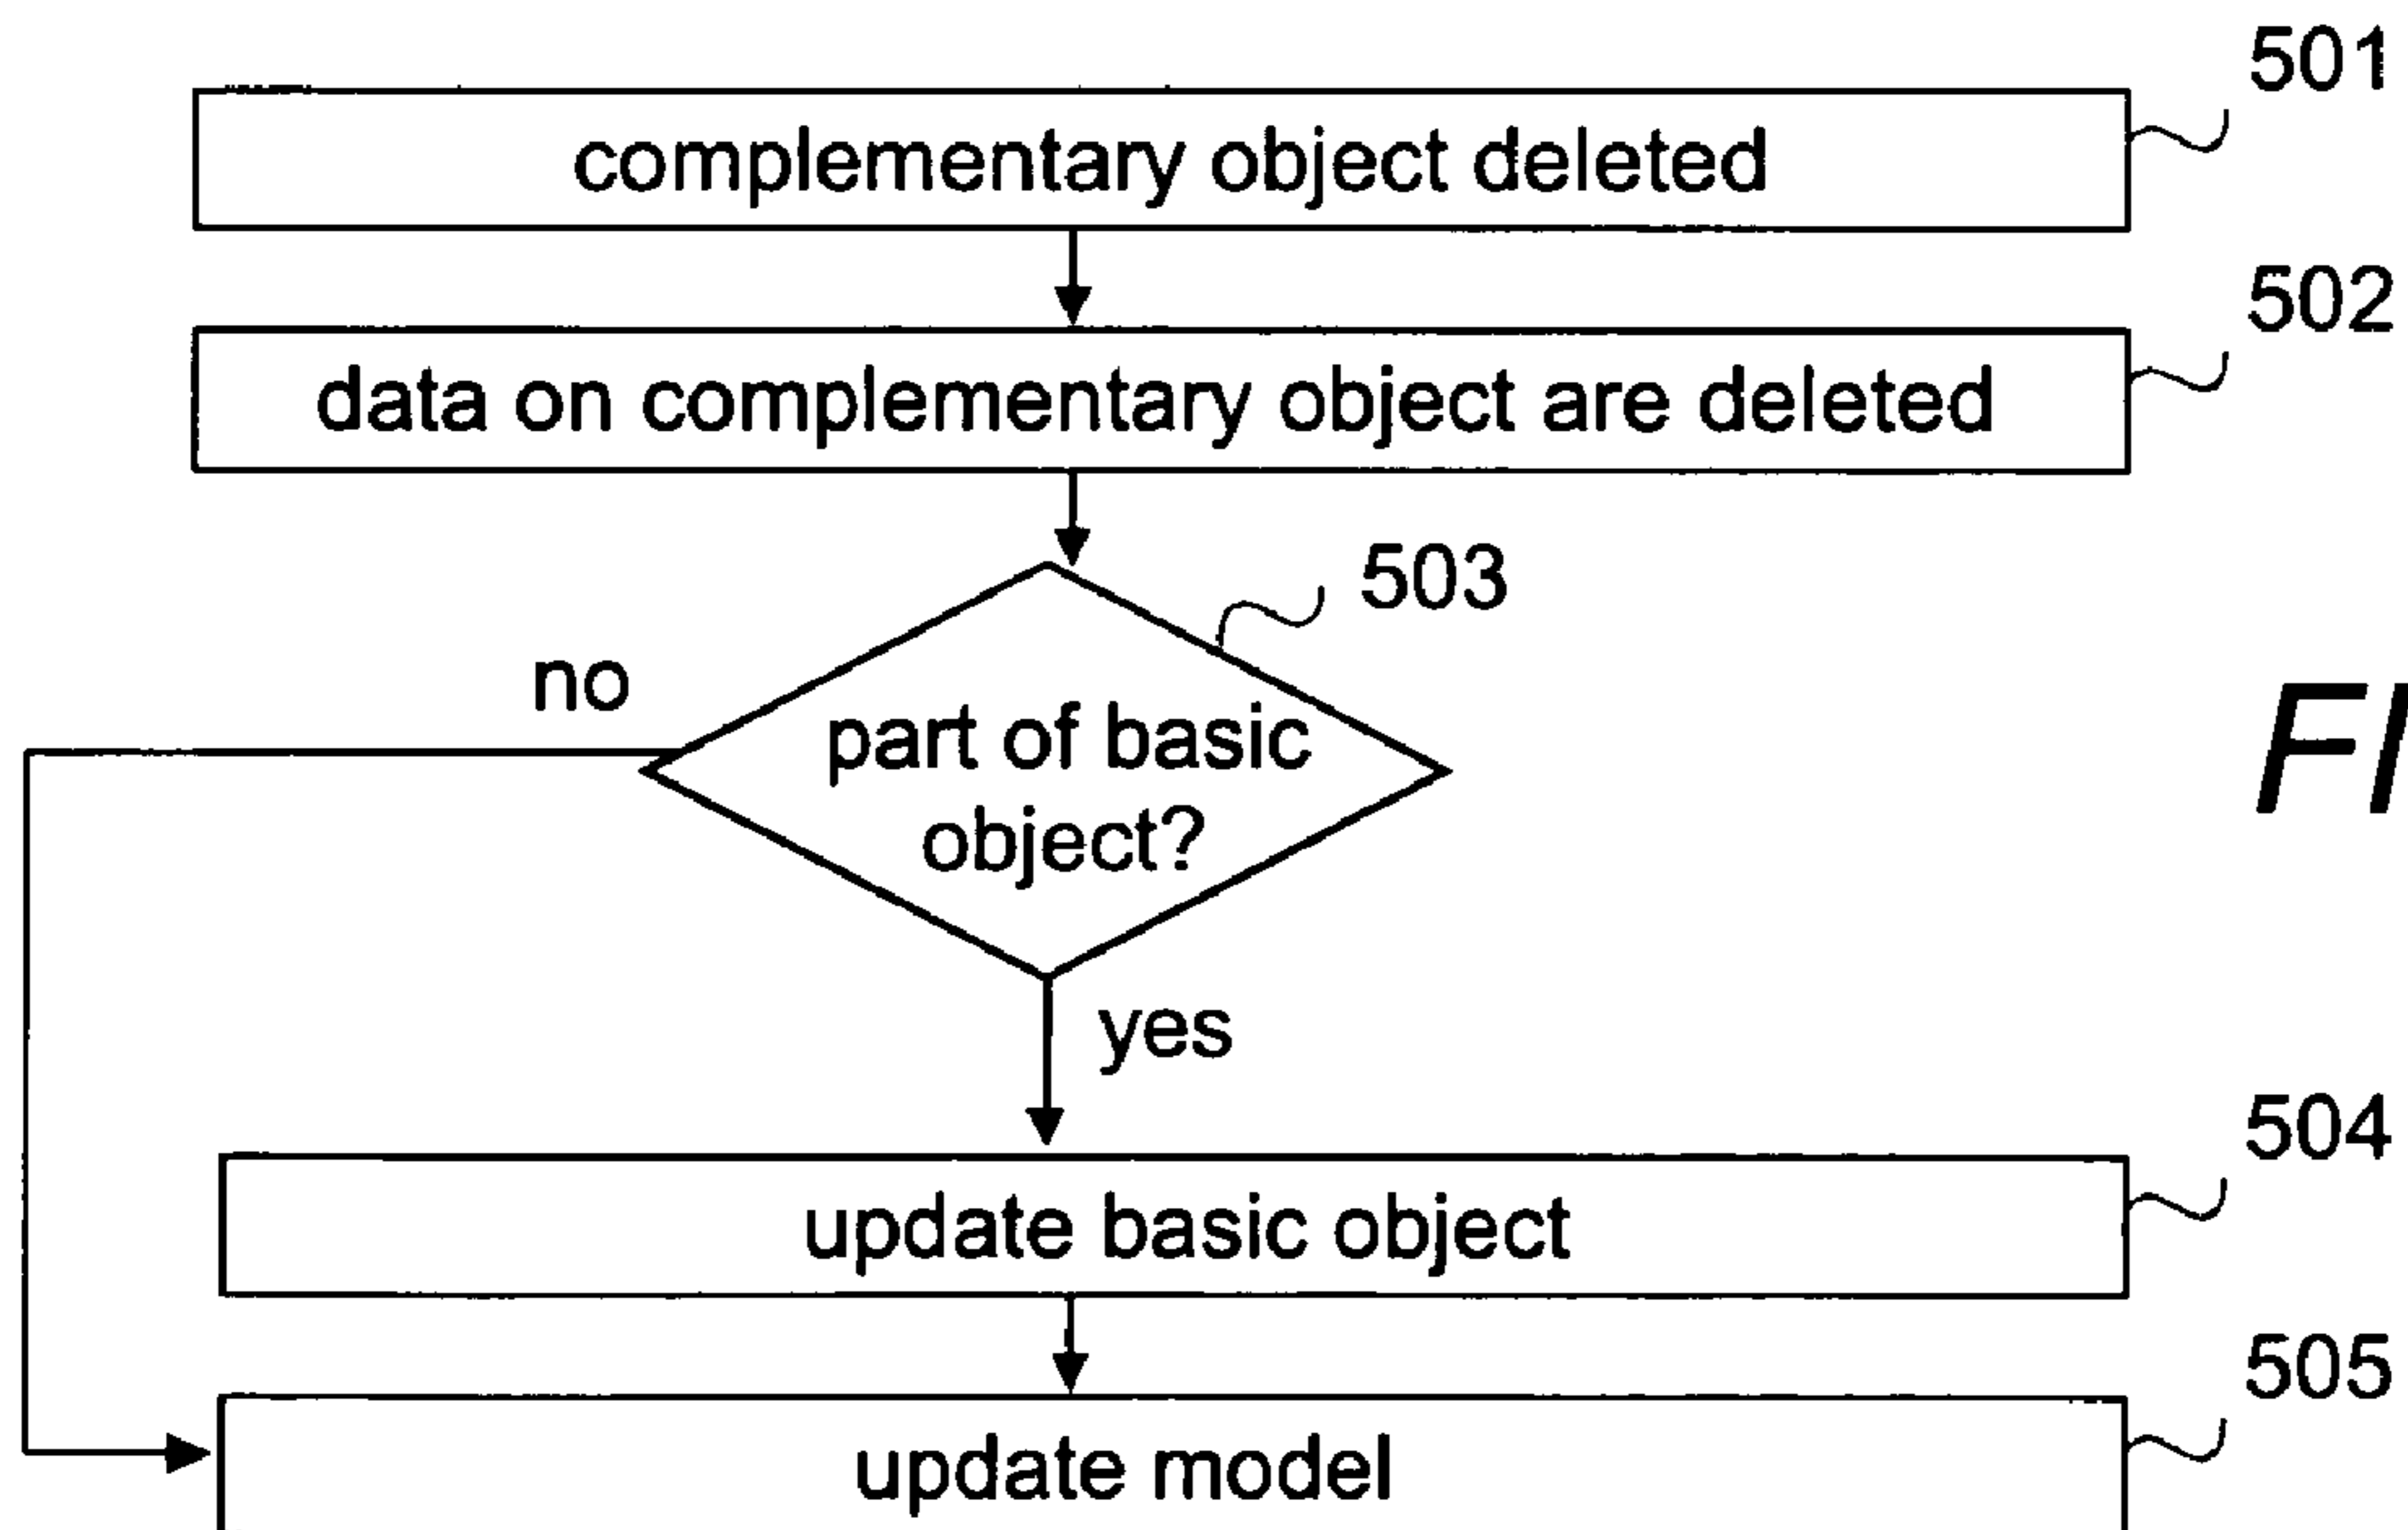 501
complementary object deleted
502
data on complementary object are deleted
503
no
part of basic
object?
yes
504
update basic object
505
update model